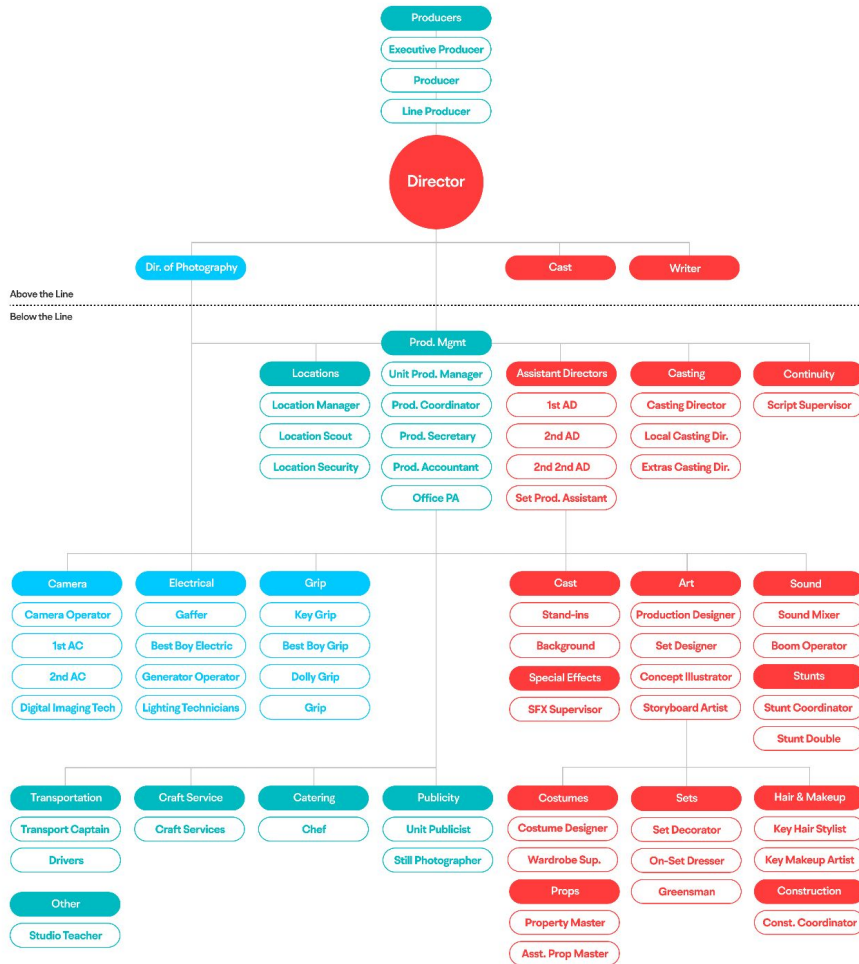 Producers
Executive Producer
Producer
Line Producer
Director
Dir. of Photography
Cast
Writer
Above the Line
Below the Line
Prod. Mgmt
Locations
Location Manager
Location Scout
Location Security
Unit Prod. Manager
Prod. Coordinator
Prod. Secretary
Prod. Accountant
Office PA
Assistant Directors
1st AD
2nd AD
2nd 2nd AD
Set Prod. Assistant
Casting
Casting Director
Local Casting Dir.
Extras Casting Dir.
Continuity
Script Supervisor
Camera
Camera Operator
1st AC
2nd AC
Digital Imaging Tech
Electrical
Gaffer
Best Boy Electric
Generator Operator
Lighting Technicians
Grip
Key Grip
Best Boy Grip
Dolly Grip
Grip
Cast
Stand-ins
Background
Special Effects
SFX Supervisor
Art
Production Designer
Set Designer
Concept Illustrator
Storyboard Artist
Sound
Sound Mixer
Boom Operator
Stunts
Stunt Coordinator
Stunt Double
Transportation
Transport Captain
Drivers
Other
Studio Teacher
Craft Service
Craft Services
Catering
Chef
Publicity
Unit Publicist
Still Photographer
Costumes
Costume Designer
Wardrobe Sup.
Props
Property Master
Asst. Prop Master
Sets
Set Decorator
On-Set Dresser
Greensman
Hair & Makeup
Key Hair Stylist
Key Makeup Artist
Construction
Const. Coordinator